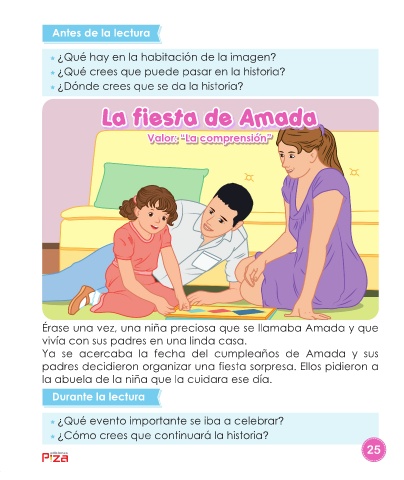 Antes de la lectura
¿Qué hay en la habitación de la imagen?
¿Qué crees que puede pasar en la historia?
¿Dónde crees que se da la historia?
La fiesta de Amada
Valor: "La comprensión"
Érase una vez, una niña preciosa que se llamaba Amada y que
vivía con sus padres en una linda casa.
Ya se acercaba la fecha del cumpleaños de Amada y sus
padres decidieron organizar una fiesta sorpresa. Ellos pidieron a
la abuela de la niña que la cuidara ese día.
Durante la lectura
¿Qué evento importante se iba a celebrar?
¿Cómo crees que continuará la historia?
25